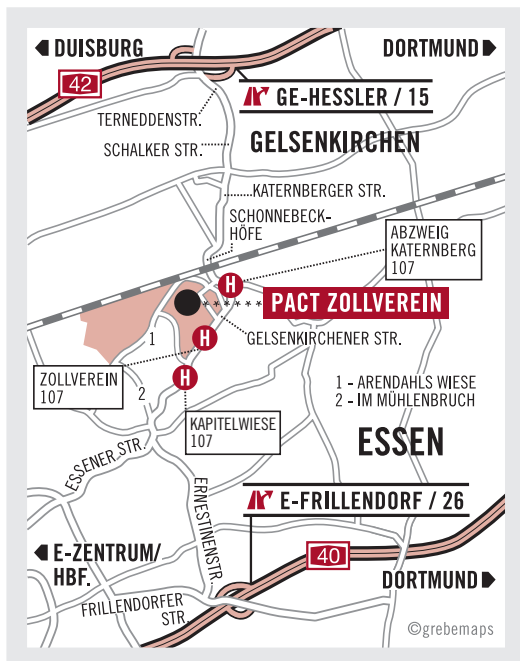 DUISBURG
DORTMUND
42
GE-HESSLER / 15
TERNEDDENSTR.
SCHALKER STR.
GELSENKIRCHEN
KATERNBERGER STR.
SCHONNEBECK-
HÖFE
ABZWEIG
KATERNBERG
107
H
PACT ZOLLVEREIN
GELSENKIRCHENER STR.
H
1
ZOLLVEREIN
107
H
2
1 - ARENDAHLS WIESE
2 - IM MÜHLENBRUCH
KAPITELWIESE
107
ESSEN
ESSENER STR.
ERNESTINENSTR.
E-FRILLENDORF / 26
E-ZENTRUM/
HBF.
40
DORTMUND
FRILLENDORFER
STR.
©grebemaps